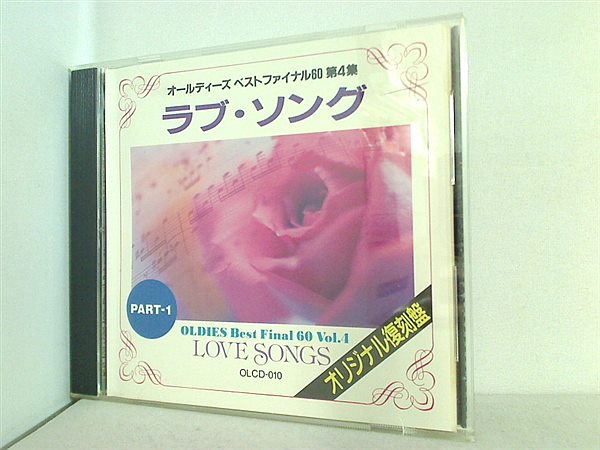 オールディーズ ベストファイナル60 第4集
ラブ・ソング
PART-1
OLDIES Best Final 60 Vol.4
LOVE SONGS
OLCD-010
オリジナル復刻盤